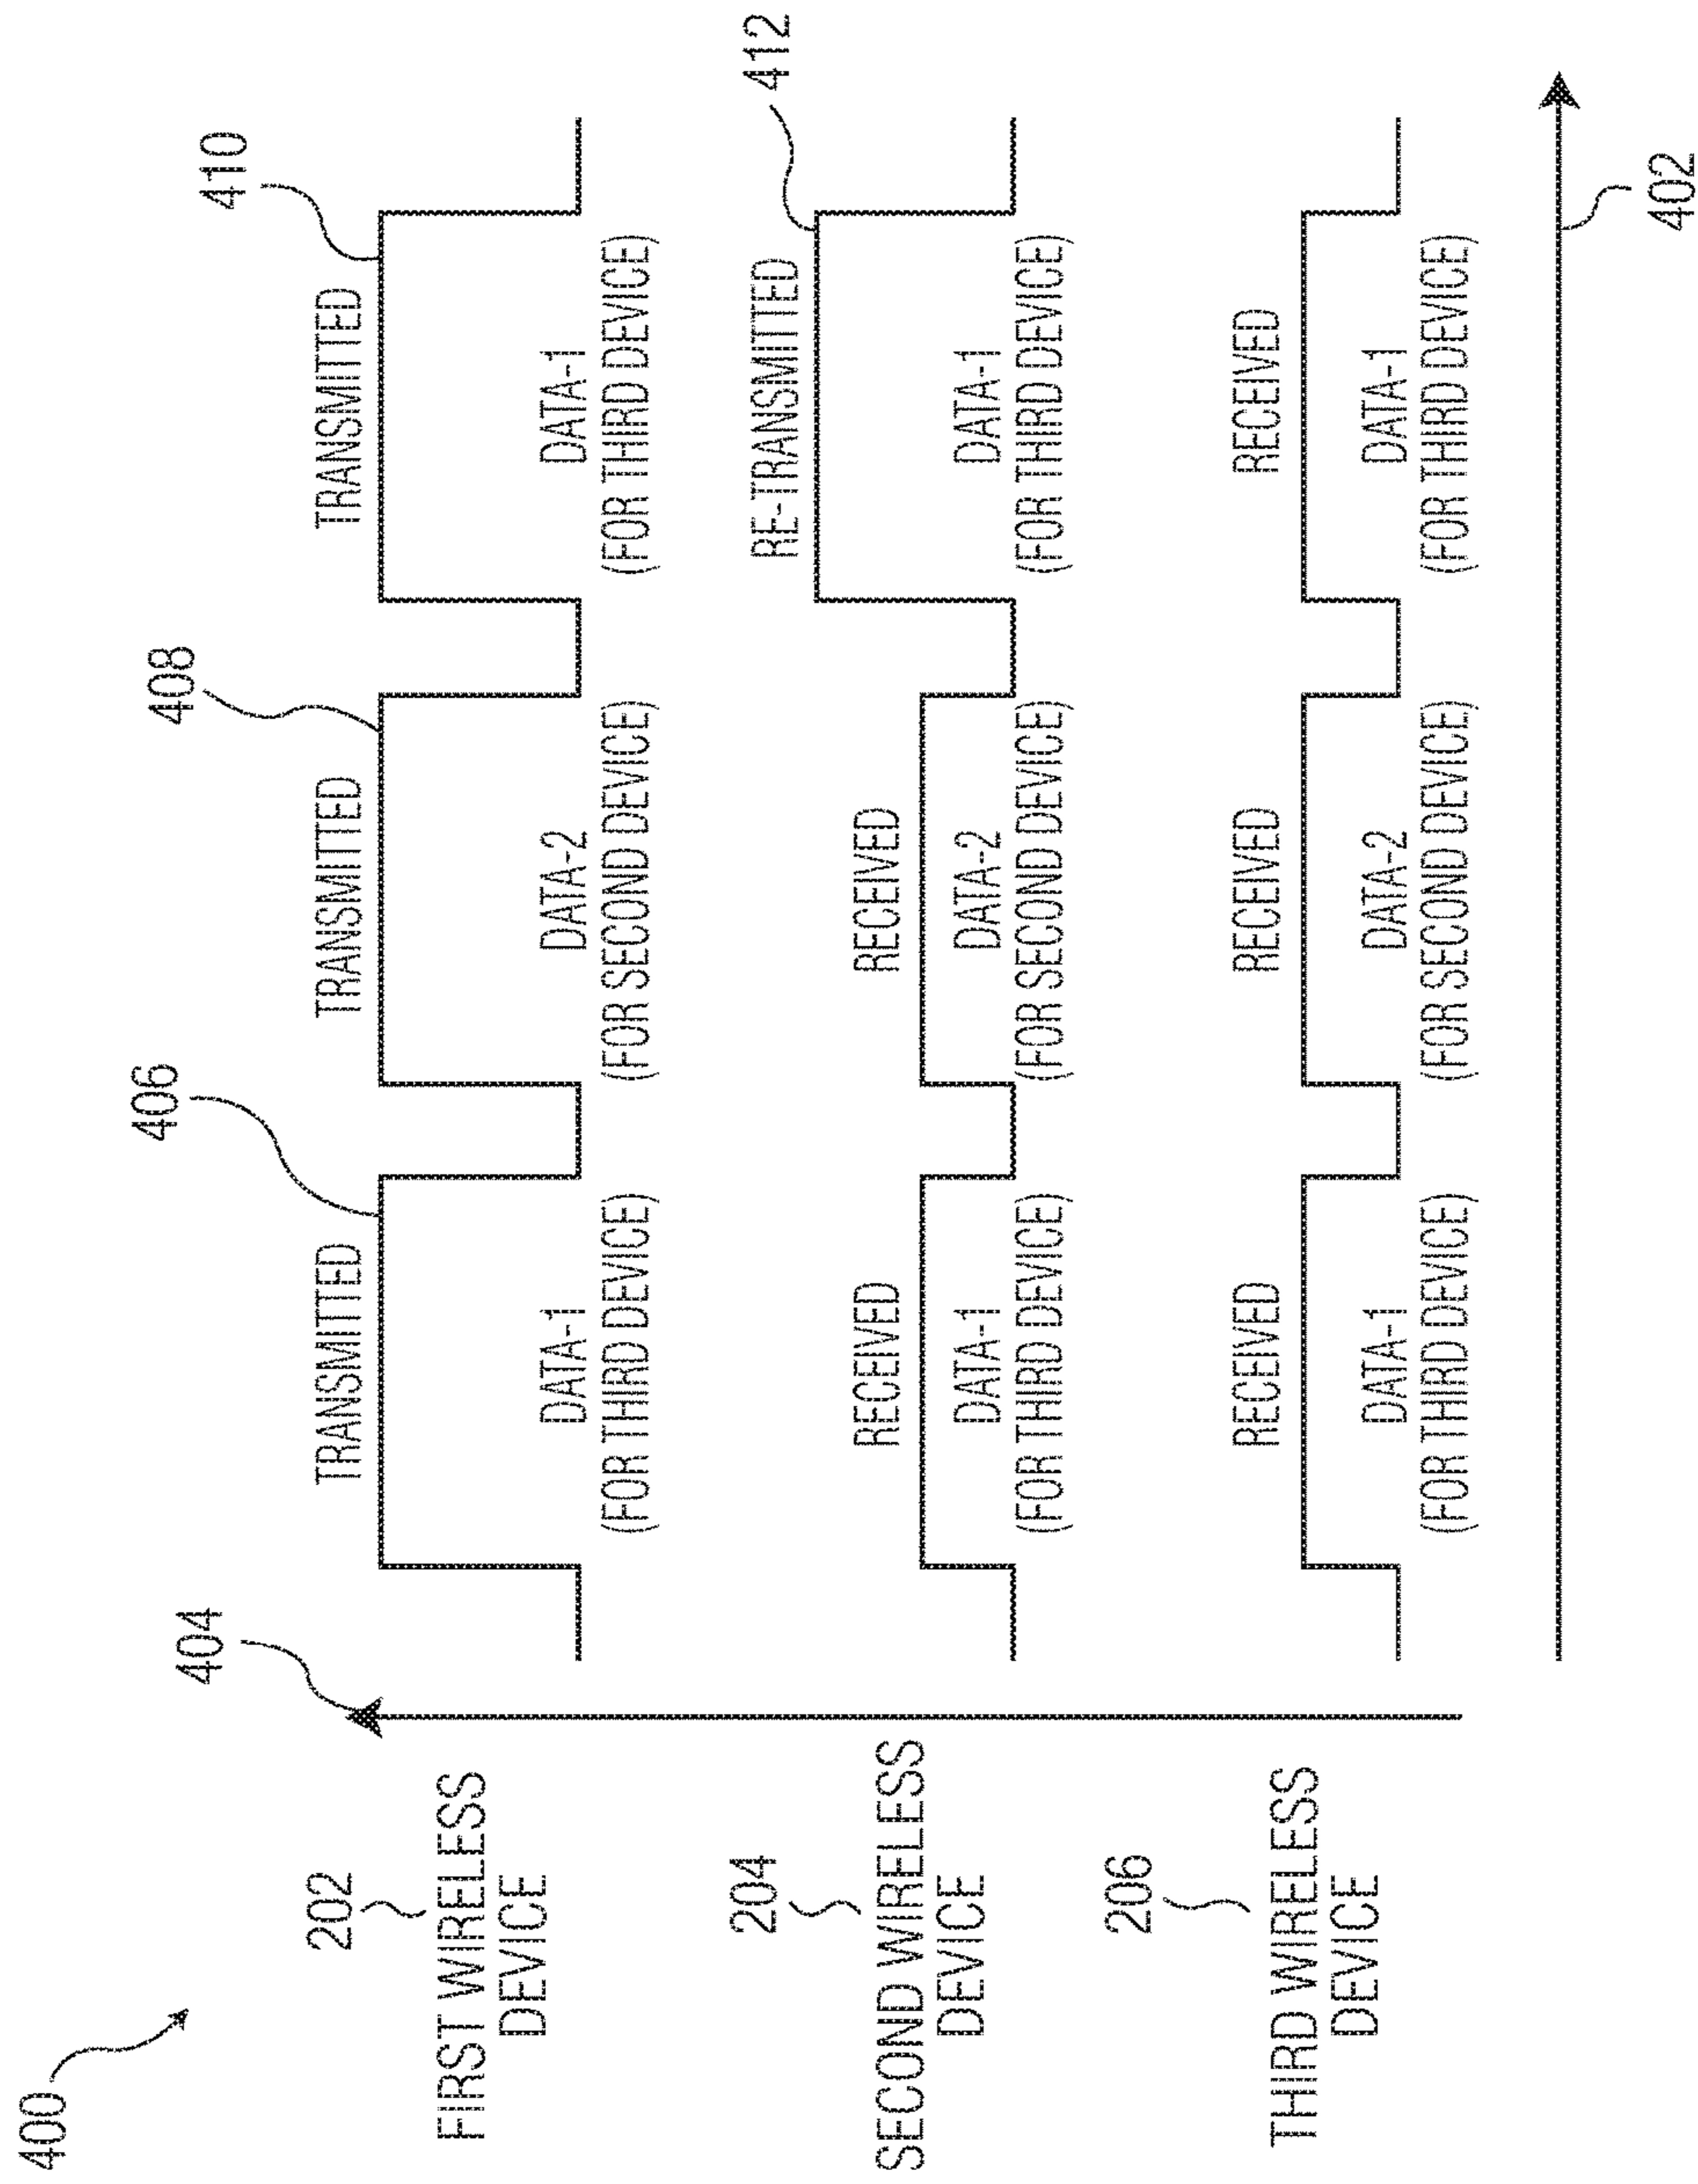 400
404
406
408
410
202
FIRST WIRELESS
DEVICE
TRANSMITTED
DATA-1
(FOR THIRD DEVICE)
TRANSMITTED
DATA-2
(FOR SECOND DEVICE)
TRANSMITTED
DATA-1
(FOR THIRD DEVICE)
412
204
SECOND WIRELESS
DEVICE
RECEIVED
DATA-1
(FOR THIRD DEVICE)
RECEIVED
DATA-2
(FOR SECOND DEVICE)
RE-TRANSMITTED
DATA-1
(FOR THIRD DEVICE)
206
THIRD WIRELESS
DEVICE
RECEIVED
DATA-1
(FOR THIRD DEVICE)
RECEIVED
DATA-2
(FOR SECOND DEVICE)
RECEIVED
DATA-1
(FOR THIRD DEVICE)
402